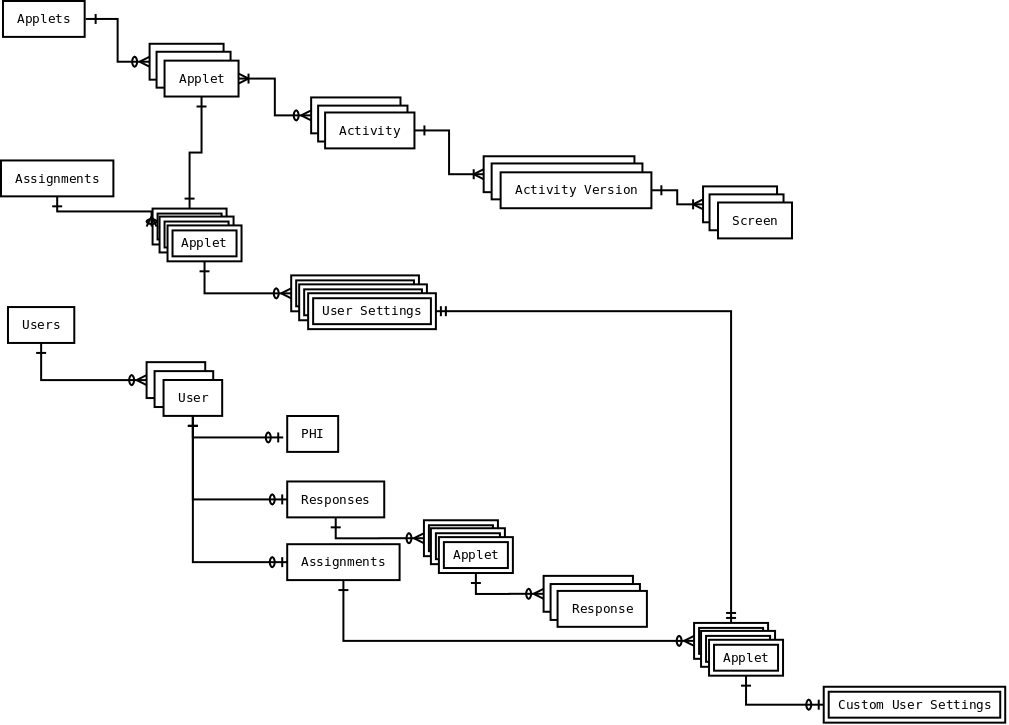 Applets
Applet
Activity
Assignments
Activity Version
Screen
Applet
User Settings
Users
User
PHI
Responses
Applet
Assignments
Response
Applet
Custom User Settings